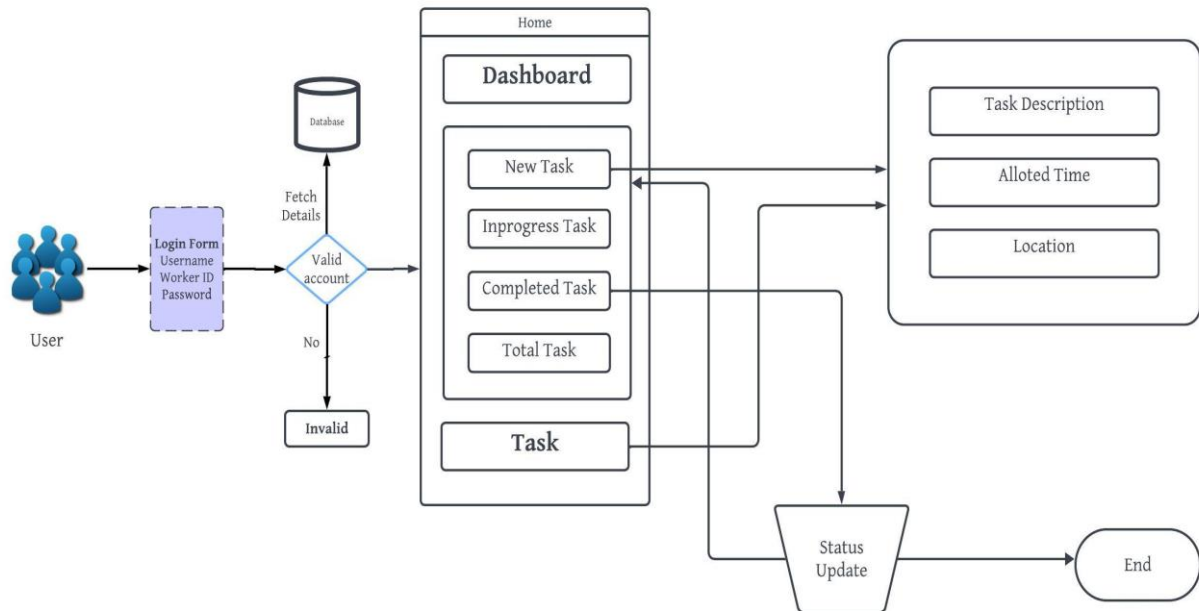 Home
Dashboard
Database
New Task
Task Description
Fetch
Details
Alloted Time
Inprogress Task
Login Form
Username
Worker ID
Password
Valid
account
Location
Completed Task
User
No
Total Task
Invalid
Task
Status
Update
End